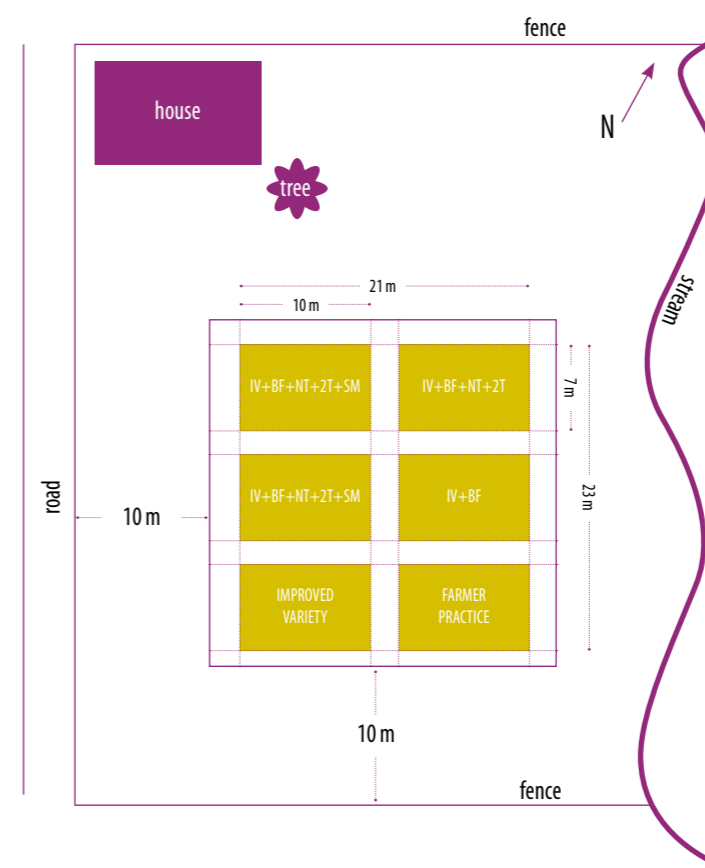 fence
house
N
tree
stream
21 m
10 m
IV+BF+NT+2T+SM
IV+BF+NT+2T
7 m
road
10 m
IV+BF+NT+2T+SM
IV+BF
23 m
IMPROVED
VARIETY
FARMER
PRACTICE
10 m
fence